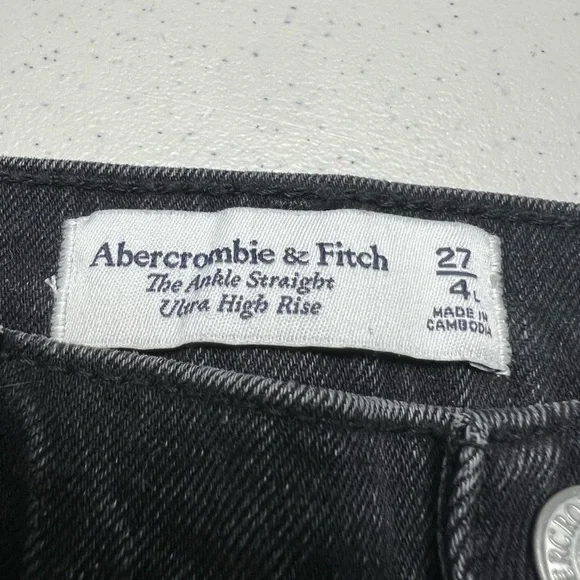 Abercrombie & Fitch
The Ankle Straight
Ultra High Rise
27
4L
MADE IN
CAMBODIA